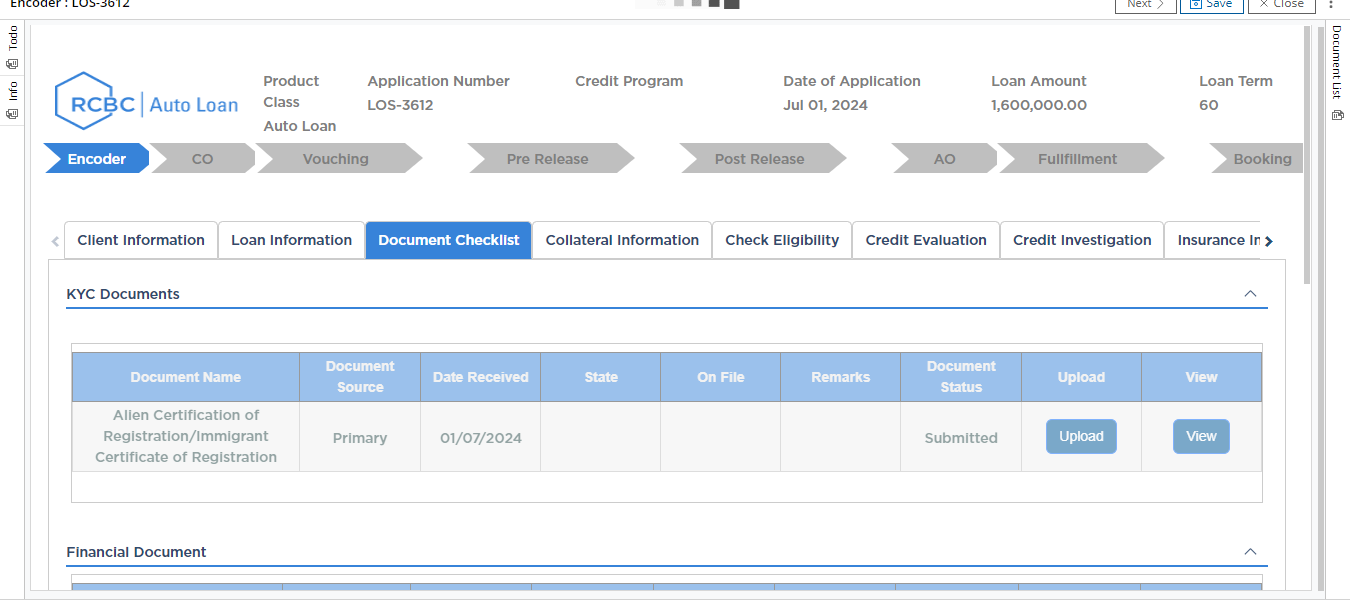 Encoder : LOS-3612
Next
Save
Close
Todo
Info
Document List
RCBC Auto Loan
Product Class
Auto Loan
Application Number
LOS-3612
Credit Program
Date of Application
Jul 01, 2024
Loan Amount
1,600,000.00
Loan Term
60
Encoder
CO
Vouching
Pre Release
Post Release
AO
Fullfillment
Booking
Client Information
Loan Information
Document Checklist
Collateral Information
Check Eligibility
Credit Evaluation
Credit Investigation
Insurance In
KYC Documents
Document Name
Document Source
Date Received
State
On File
Remarks
Document Status
Upload
View
Alien Certification of
Registration/Immigrant
Certificate of Registration
Primary
01/07/2024
Submitted
Upload
View
Financial Document